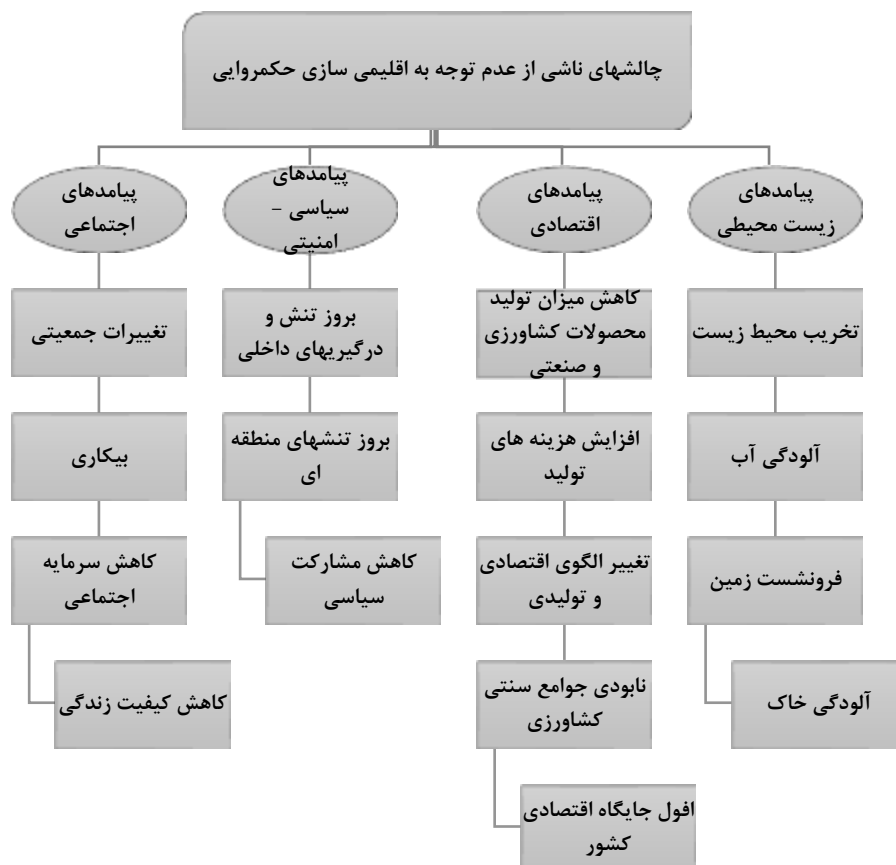 چالشهای ناشی از عدم توجه به اقلیمی سازی حکمروایی
پیامدهای
زیست محیطی
تخریب محیط زیست
آلودگی آب
فرونشست زمین
آلودگی خاک
پیامدهای
اقتصادی
کاهش میزان تولید
محصولات کشاورزی
و صنعتی
افزایش هزینه های
تولید
تغییر الگوی اقتصادی
و تولیدی
نابودی جوامع سنتی
کشاورزی
افول جایگاه اقتصادی
کشور
پیامدهای
سیاسی –
امنیتی
بروز تنش و
درگیریهای داخلی
بروز تنشهای منطقه
ای
کاهش مشارکت
سیاسی
پیامدهای
اجتماعی
تغییرات جمعیتی
بیکاری
کاهش سرمایه
اجتماعی
کاهش کیفیت زندگی